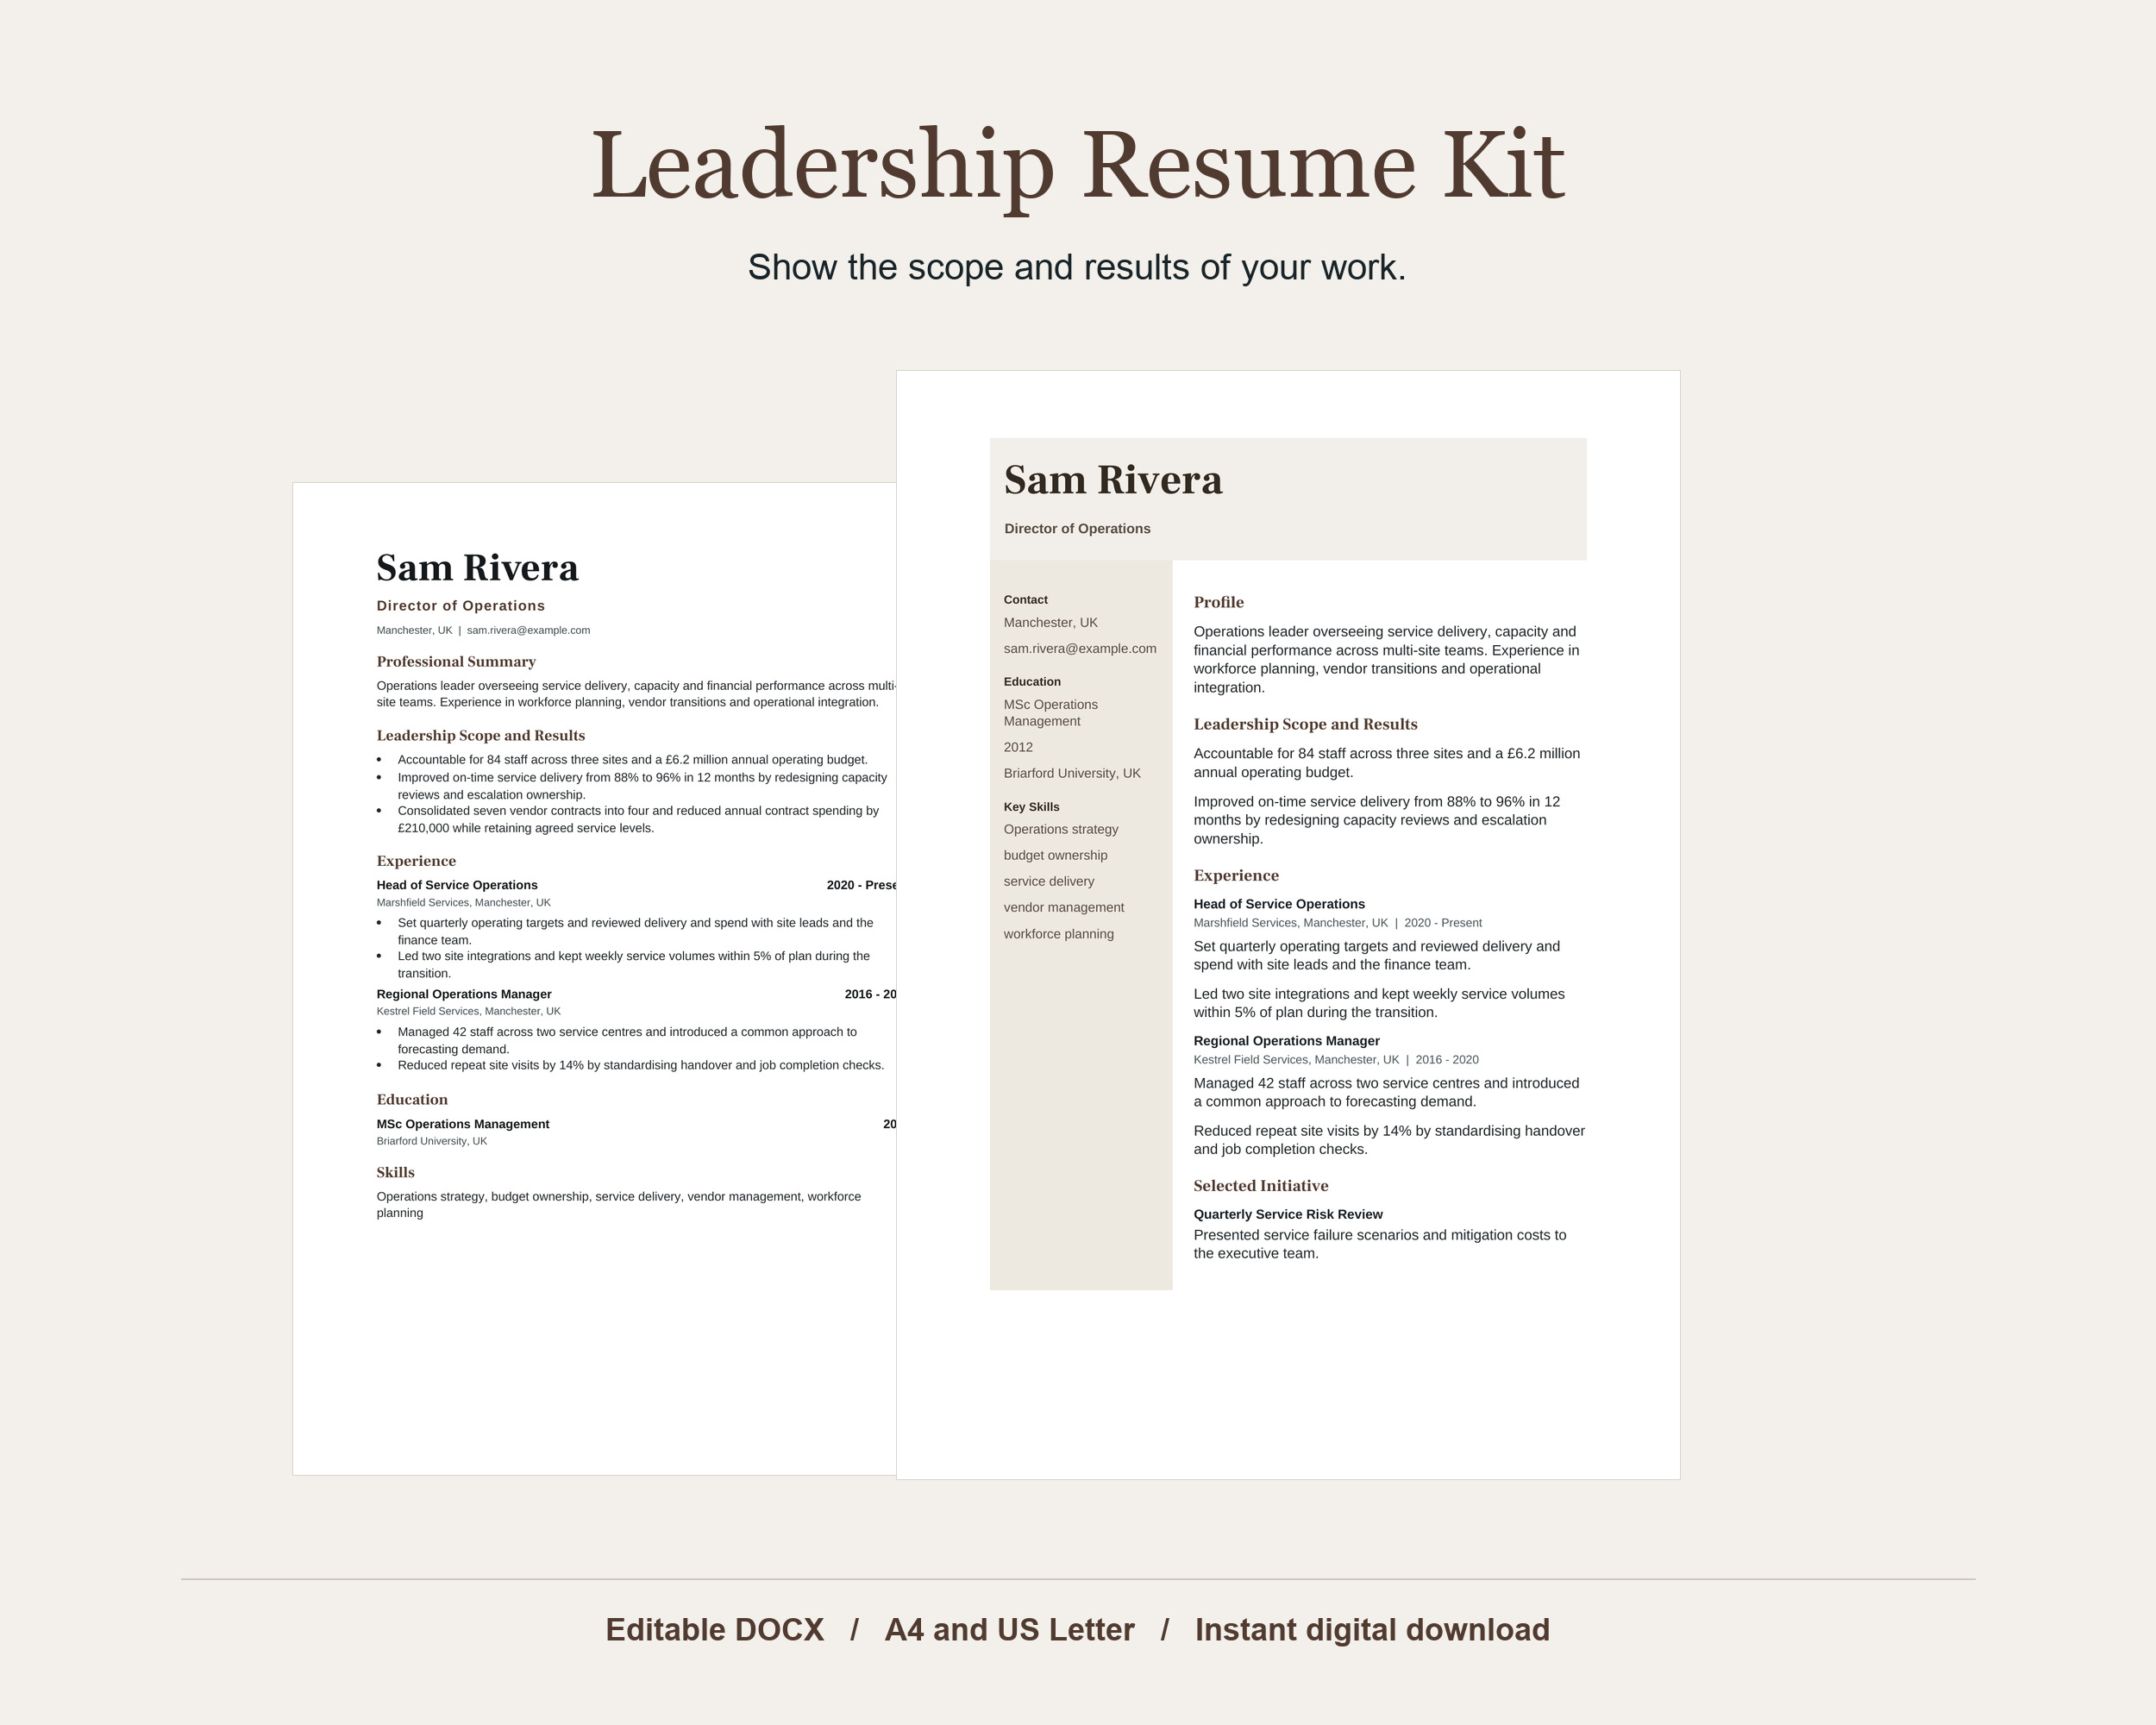 Leadership Resume Kit
Show the scope and results of your work.
Sam Rivera
Director of Operations
Manchester, UK | sam.rivera@example.com
Professional Summary
Operations leader overseeing service delivery, capacity and financial performance across multi-
site teams. Experience in workforce planning, vendor transitions and operational integration.
Leadership Scope and Results
• Accountable for 84 staff across three sites and a £6.2 million annual operating budget.
• Improved on-time service delivery from 88% to 96% in 12 months by redesigning capacity
reviews and escalation ownership.
• Consolidated seven vendor contracts into four and reduced annual contract spending by
£210,000 while retaining agreed service levels.
Experience
Head of Service Operations 2020 - Prese
Marshfield Services, Manchester, UK
• Set quarterly operating targets and reviewed delivery and spend with site leads and the
finance team.
• Led two site integrations and kept weekly service volumes within 5% of plan during the
transition.
Regional Operations Manager 2016 - 20
Kestrel Field Services, Manchester, UK
• Managed 42 staff across two service centres and introduced a common approach to
forecasting demand.
• Reduced repeat site visits by 14% by standardising handover and job completion checks.
Education
MSc Operations Management 20
Briarford University, UK
Skills
Operations strategy, budget ownership, service delivery, vendor management, workforce
planning
Sam Rivera
Director of Operations
Contact
Manchester, UK
sam.rivera@example.com
Education
MSc Operations
Management
2012
Briarford University, UK
Key Skills
Operations strategy
budget ownership
service delivery
vendor management
workforce planning
Profile
Operations leader overseeing service delivery, capacity and
financial performance across multi-site teams. Experience in
workforce planning, vendor transitions and operational
integration.
Leadership Scope and Results
Accountable for 84 staff across three sites and a £6.2 million
annual operating budget.
Improved on-time service delivery from 88% to 96% in 12
months by redesigning capacity reviews and escalation
ownership.
Experience
Head of Service Operations
Marshfield Services, Manchester, UK | 2020 - Present
Set quarterly operating targets and reviewed delivery and
spend with site leads and the finance team.
Led two site integrations and kept weekly service volumes
within 5% of plan during the transition.
Regional Operations Manager
Kestrel Field Services, Manchester, UK | 2016 - 2020
Managed 42 staff across two service centres and introduced
a common approach to forecasting demand.
Reduced repeat site visits by 14% by standardising handover
and job completion checks.
Selected Initiative
Quarterly Service Risk Review
Presented service failure scenarios and mitigation costs to
the executive team.
Editable DOCX / A4 and US Letter / Instant digital download